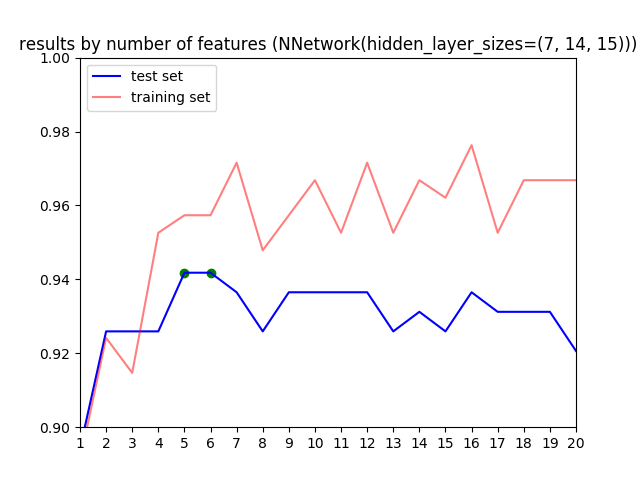 results by number of features (NNetwork(hidden_layer_sizes=(7, 14, 15)))
1.00
test set
training set
0.98
0.96
0.94
0.92
0.90
1 2 3 4 5 6 7 8 9 10 11 12 13 14 15 16 17 18 19 20